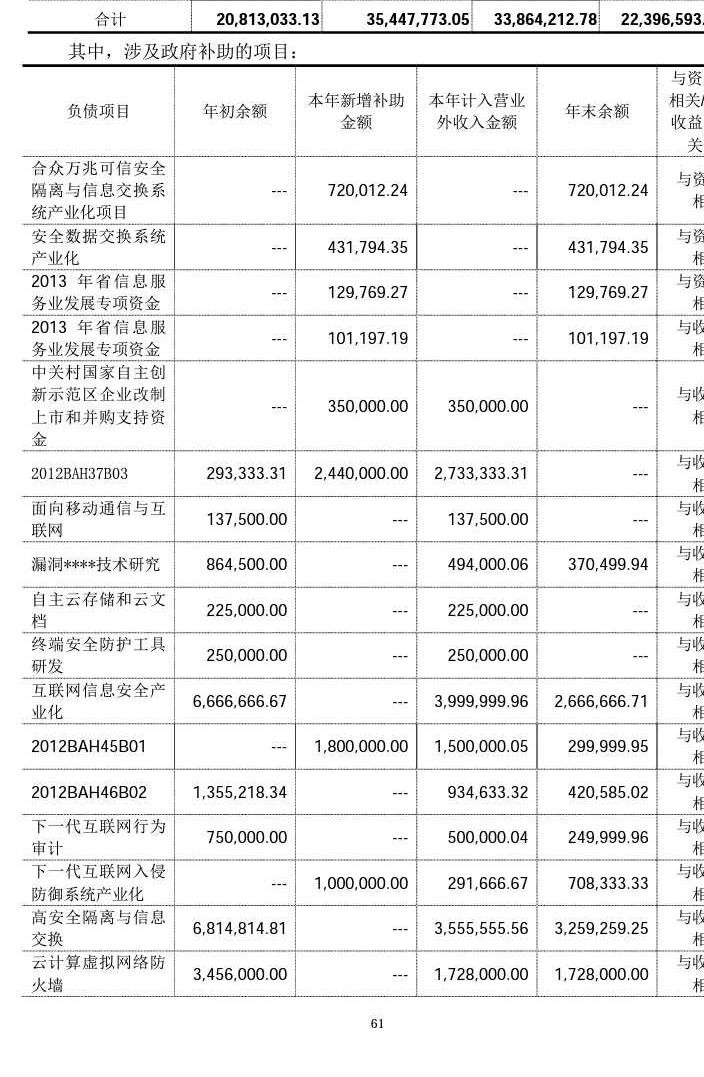 合计 20,813,033.13 35,447,773.05 33,864,212.78 22,396,593.
其中，涉及政府补助的项目：
负债项目 年初余额 本年新增补助金额 本年计入营业外收入金额 年末余额 与资相关/收益关
合众万兆可信安全隔离与信息交换系统产业化项目 --- 720,012.24 --- 720,012.24 与资相
安全数据交换系统产业化 --- 431,794.35 --- 431,794.35 与资相
2013 年省信息服务业发展专项资金 --- 129,769.27 --- 129,769.27 与资相
2013 年省信息服务业发展专项资金 --- 101,197.19 --- 101,197.19 与收相
中关村国家自主创新示范区企业改制上市和并购支持资金 --- 350,000.00 350,000.00 --- 与收相
2012BAH37B03 293,333.31 2,440,000.00 2,733,333.31 --- 与收相
面向移动通信与互联网 137,500.00 --- 137,500.00 --- 与收相
漏洞****技术研究 864,500.00 --- 494,000.06 370,499.94 与收相
自主云存储和云文档 225,000.00 --- 225,000.00 --- 与收相
终端安全防护工具研发 250,000.00 --- 250,000.00 --- 与收相
互联网信息安全产业化 6,666,666.67 --- 3,999,999.96 2,666,666.71 与收相
2012BAH45B01 --- 1,800,000.00 1,500,000.05 299,999.95 与收相
2012BAH46B02 1,355,218.34 --- 934,633.32 420,585.02 与收相
下一代互联网行为审计 750,000.00 --- 500,000.04 249,999.96 与收相
下一代互联网入侵防御系统产业化 --- 1,000,000.00 291,666.67 708,333.33 与收相
高安全隔离与信息交换 6,814,814.81 --- 3,555,555.56 3,259,259.25 与收相
云计算虚拟网络防火墙 3,456,000.00 --- 1,728,000.00 1,728,000.00 与收相
61